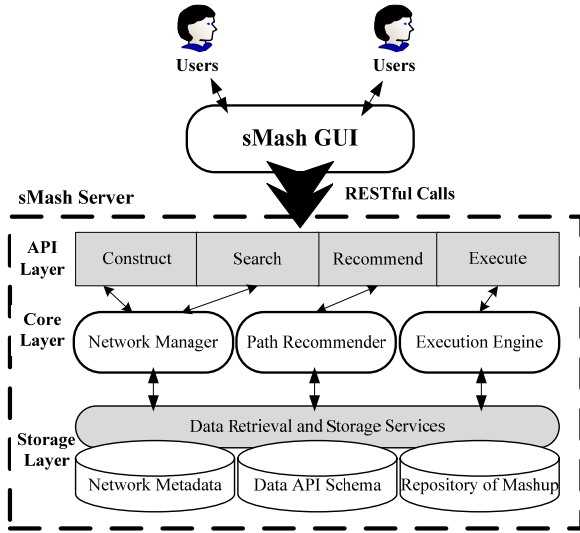 Users Users
sMash GUI
RESTful Calls
sMash Server
API
Layer
Construct Search Recommend Execute
Core
Layer
Network Manager Path Recommender Execution Engine
Data Retrieval and Storage Services
Storage
Layer
Network Metadata Data API Schema Repository of Mashup